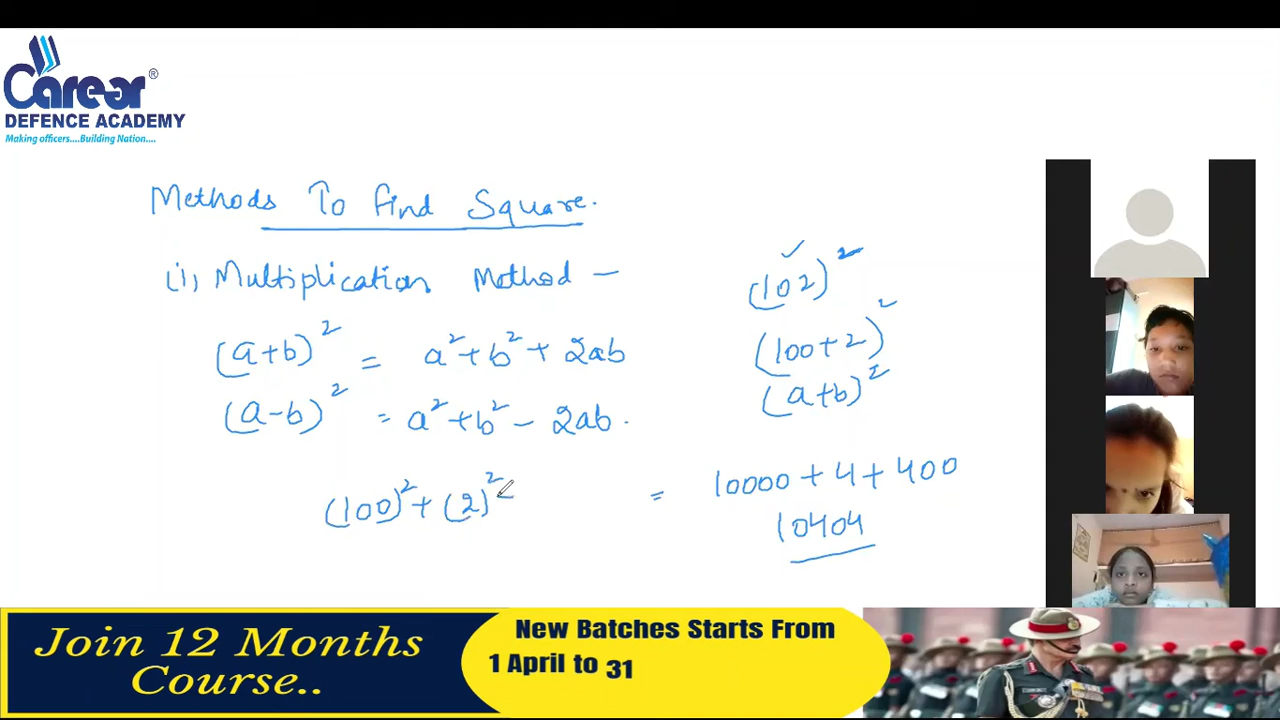 Carear®
DEFENCE ACADEMY
Making officers....Building Nation....
Methods To Find Square.
(i) Multiplication Method –
(a+b)² = a²+b²+2ab
(a-b)² = a²+b²-2ab.
(100)²+(2)²
(102)²
(100+2)²
(a+b)²
= 10000+4+400
10404
Join 12 Months
Course..
New Batches Starts From
1 April to 31